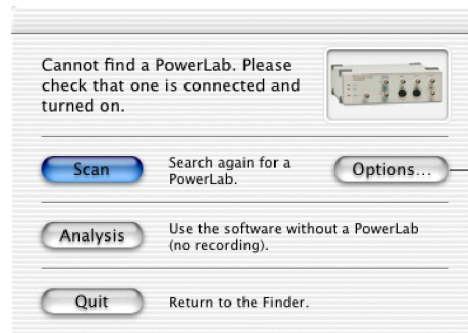 Cannot find a PowerLab. Please
check that one is connected and
turned on.
Scan
Search again for a
PowerLab.
Options...
Analysis
Use the software without a PowerLab
(no recording).
Quit
Return to the Finder.